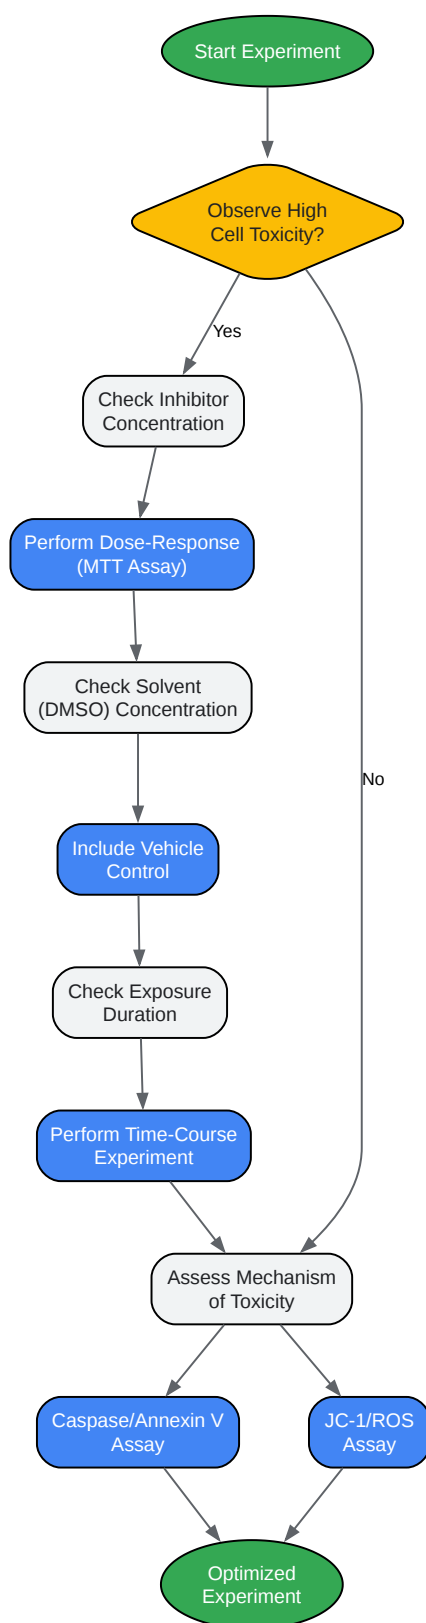 Start Experiment
Observe High
Cell Toxicity?
Yes
Check Inhibitor
Concentration
Perform Dose-Response
(MTT Assay)
Check Solvent
(DMSO) Concentration
No
Include Vehicle
Control
Check Exposure
Duration
Perform Time-Course
Experiment
Assess Mechanism
of Toxicity
Caspase/Annexin V
Assay
JC-1/ROS
Assay
Optimized
Experiment